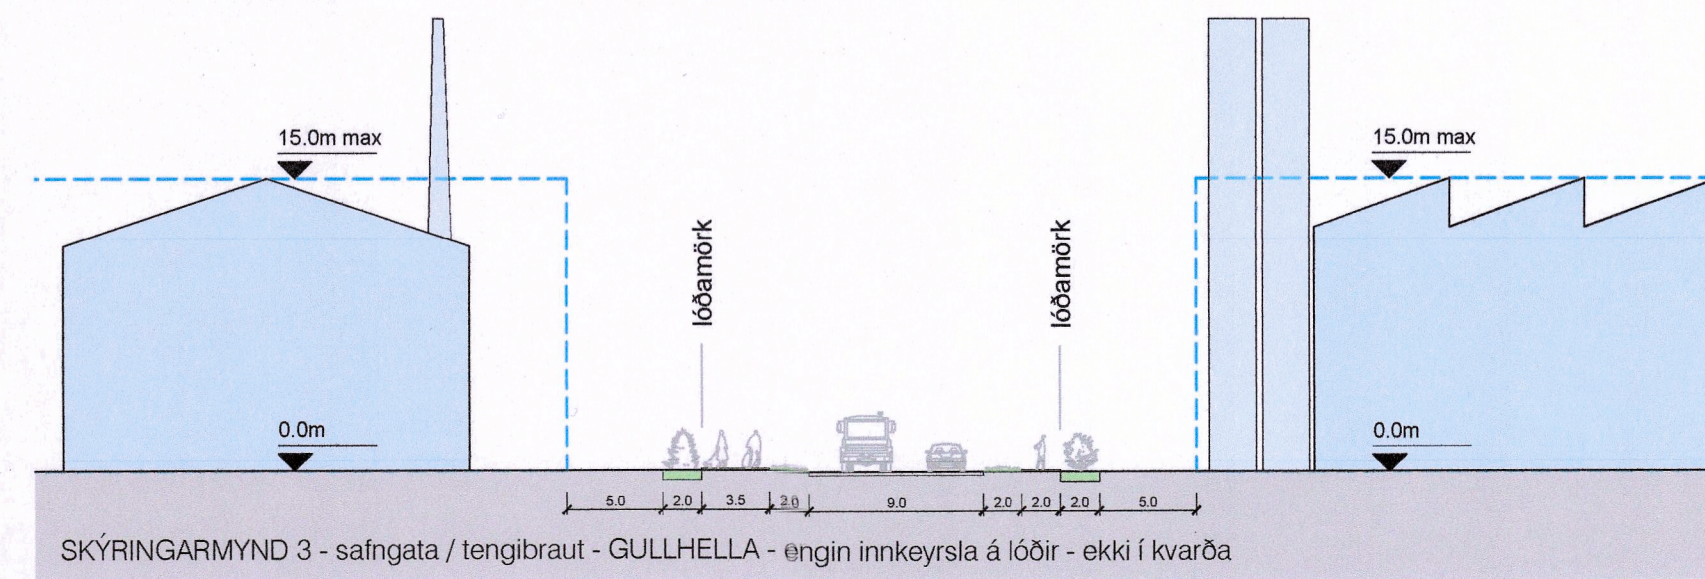 15.0m max
15.0m max
lóðamörk
lóðamörk
0.0m
0.0m
5.0 2.0 3.5 2.0 9.0 2.0 2.0 2.0 5.0
SKÝRINGARMYND 3 - safngata / tengibraut - GULLHELLA - engin innkeyrsla á lóðir - ekki í kvarða